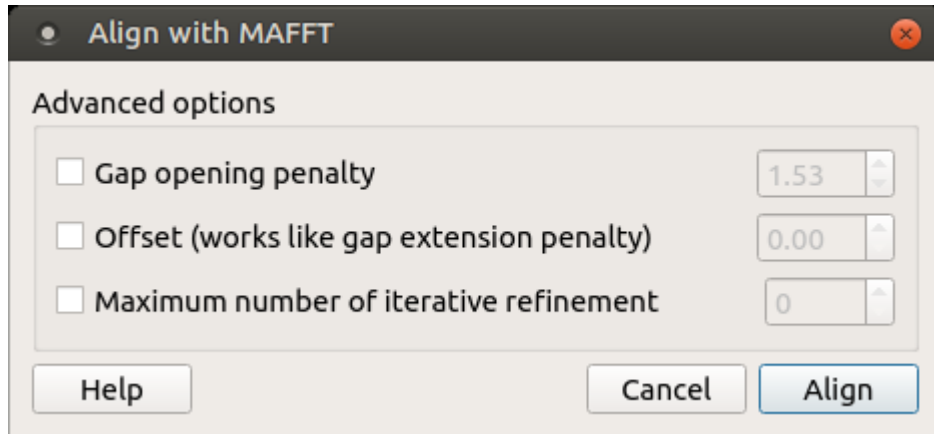 Align with MAFFT
Advanced options
Gap opening penalty 1.53
Offset (works like gap extension penalty) 0.00
Maximum number of iterative refinement 0
Help Cancel Align